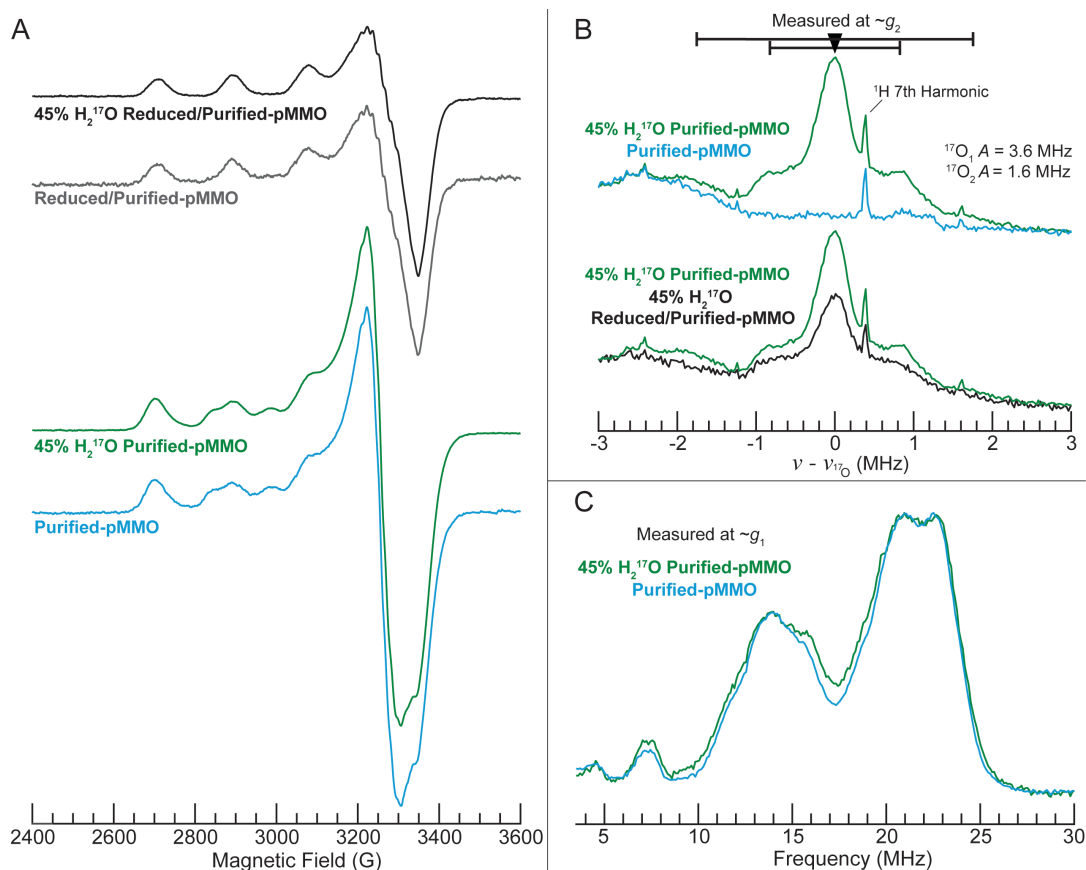 A
45% H₂¹⁷O Reduced/Purified-pMMO
Reduced/Purified-pMMO
45% H₂¹⁷O Purified-pMMO
Purified-pMMO
2400 2600 2800 3000 3200 3400 3600
Magnetic Field (G)
B
Measured at ~g₂
¹H 7th Harmonic
45% H₂¹⁷O Purified-pMMO
Purified-pMMO
¹⁷O₁ A = 3.6 MHz
¹⁷O₂ A = 1.6 MHz
45% H₂¹⁷O Purified-pMMO
45% H₂¹⁷O
Reduced/Purified-pMMO
-3 -2 -1 0 1 2 3
ν - ν₁₇O (MHz)
C
Measured at ~g₁
45% H₂¹⁷O Purified-pMMO
Purified-pMMO
5 10 15 20 25 30
Frequency (MHz)